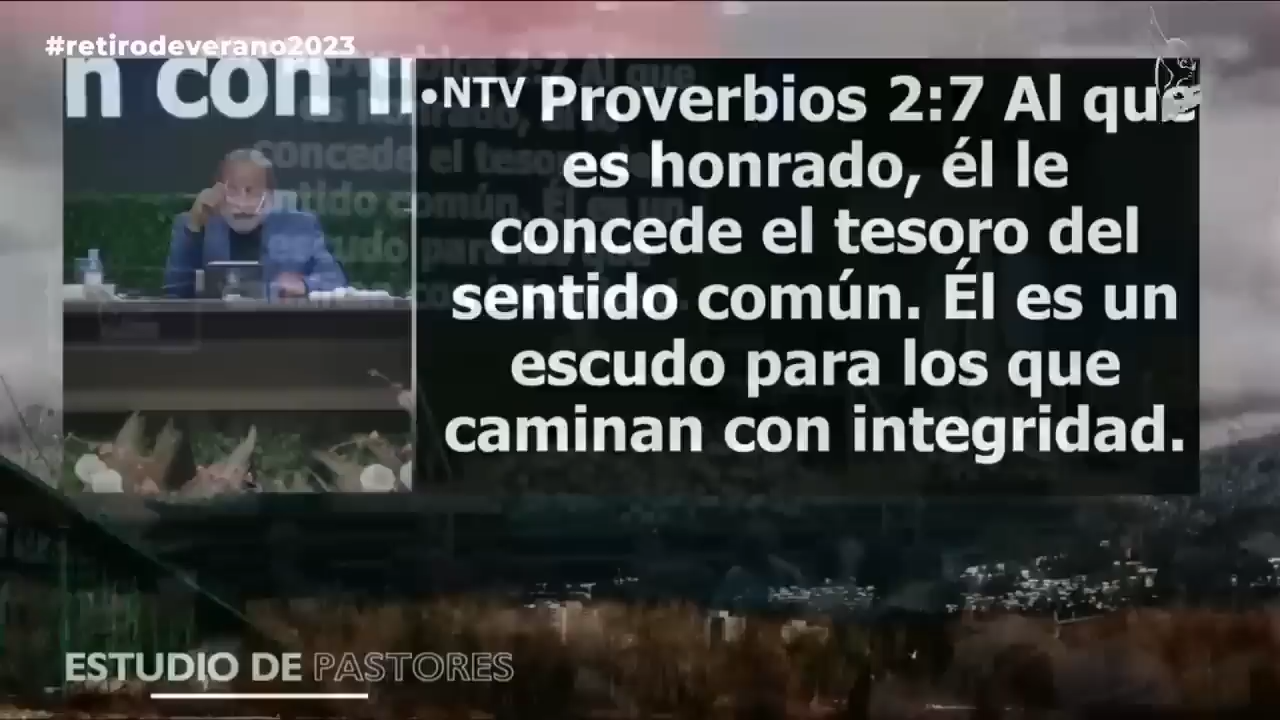 #retirodeverano2023
n con in
•NTV Proverbios 2:7 Al que
es honrado, él le
concede el tesoro del
sentido común. Él es un
escudo para los que
caminan con integridad.
ESTUDIO DE PASTORES